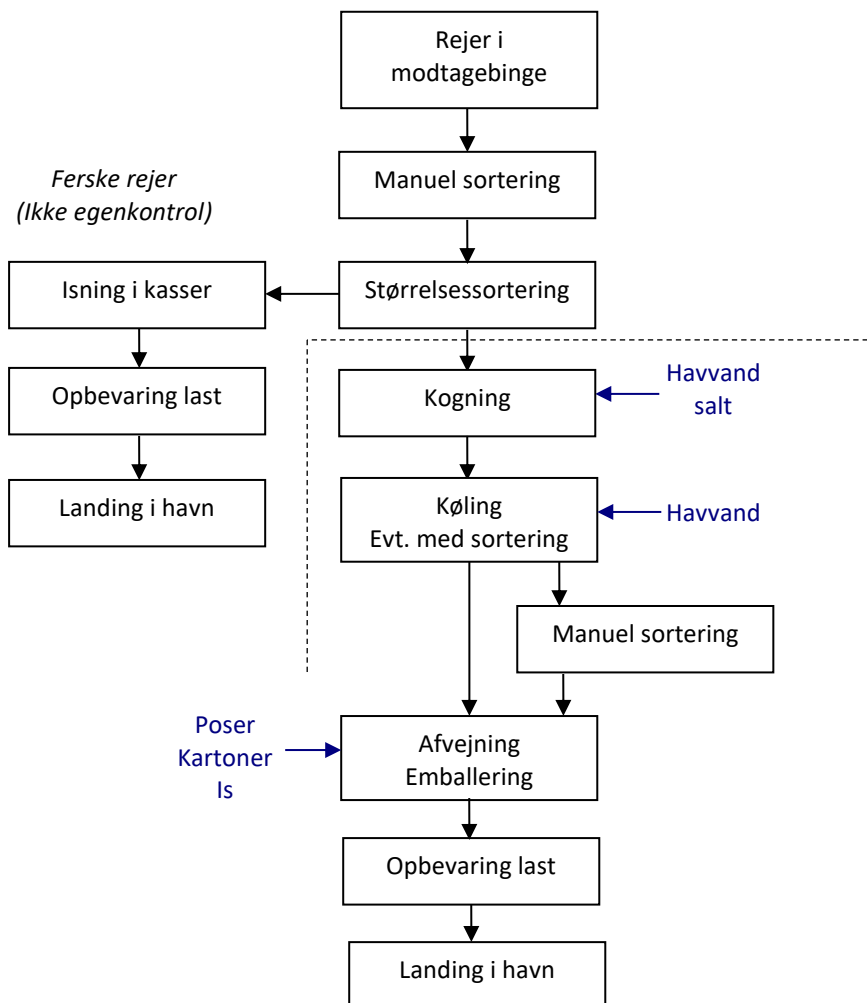 Rejer i
modtagebinge
Manuel sortering
Ferske rejer
(Ikke egenkontrol)
Isning i kasser
Størrelsessortering
Opbevaring last
Kogning
Havvand
salt
Landing i havn
Køling
Evt. med sortering
Havvand
Manuel sortering
Poser
Kartoner
Is
Afvejning
Emballering
Opbevaring last
Landing i havn